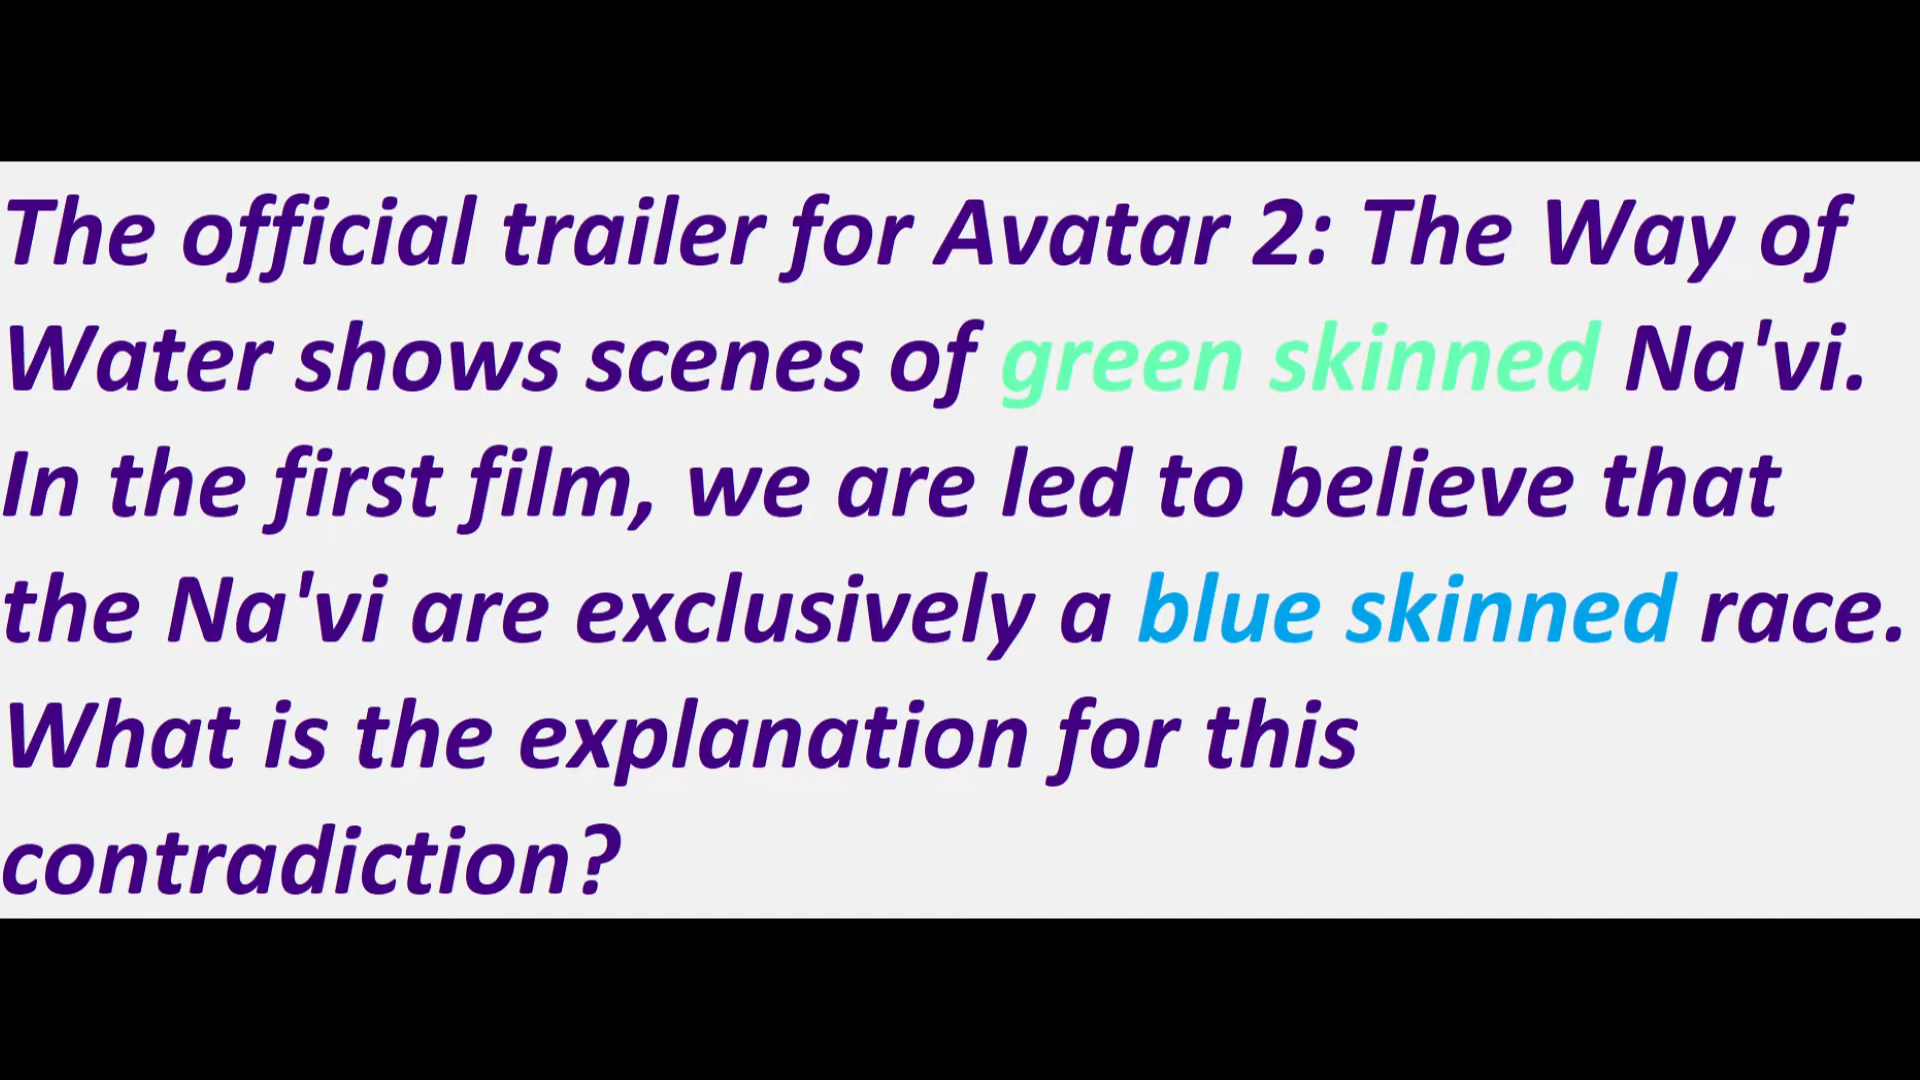 The official trailer for Avatar 2: The Way of
Water shows scenes of green skinned Na'vi.
In the first film, we are led to believe that
the Na'vi are exclusively a blue skinned race.
What is the explanation for this
contradiction?